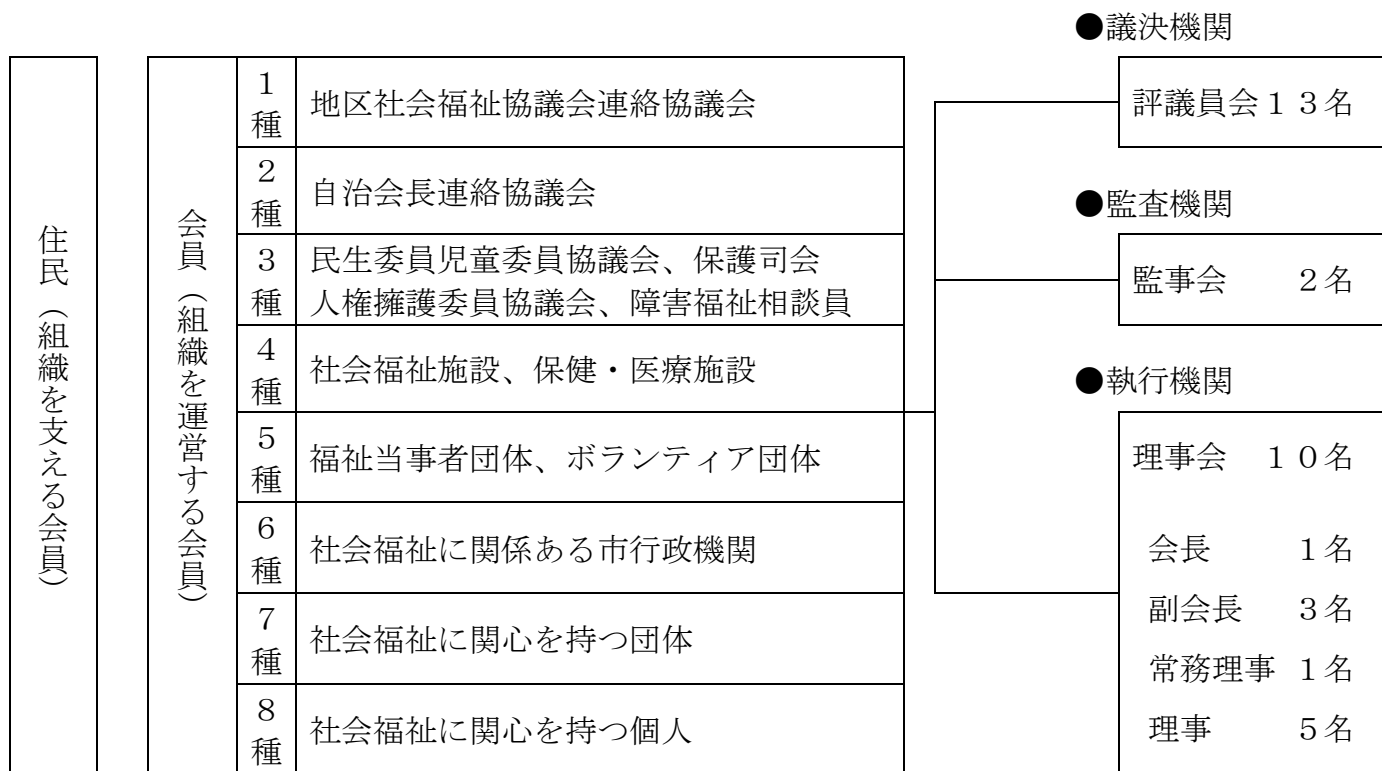 住民（組織を支える会員）
会員（組織を運営する会員）
１種
地区社会福祉協議会連絡協議会
２種
自治会長連絡協議会
３種
民生委員児童委員協議会、保護司会
人権擁護委員協議会、障害福祉相談員
４種
社会福祉施設、保健・医療施設
５種
福祉当事者団体、ボランティア団体
６種
社会福祉に関係ある市行政機関
７種
社会福祉に関心を持つ団体
８種
社会福祉に関心を持つ個人
●議決機関
評議員会１３名
●監査機関
監事会　　２名
●執行機関
理事会　１０名
会長　　　１名
副会長　　３名
常務理事　１名
理事　　　５名